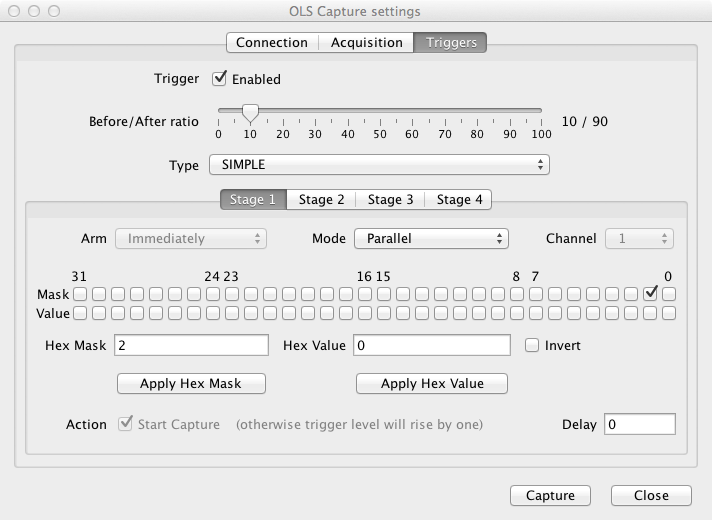 OLS Capture settings
Connection Acquisition Triggers
Trigger Enabled
Before/After ratio 10 / 90
0 10 20 30 40 50 60 70 80 90 100
Type SIMPLE
Stage 1 Stage 2 Stage 3 Stage 4
Arm Immediately Mode Parallel Channel 1
31 24 23 16 15 8 7 0
Mask
Value
Hex Mask 2 Hex Value 0 Invert
Apply Hex Mask Apply Hex Value
Action Start Capture (otherwise trigger level will rise by one) Delay 0
Capture Close